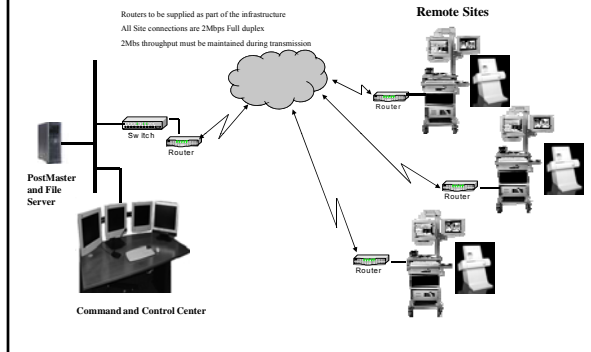 Routers to be supplied as part of the infrastructure
All Site connections are 2Mbps Full duplex
2Mbs throughput must be maintained during transmission
Remote Sites
Router
Switch
Router
PostMaster
and File
Server
Router
Router
Command and Control Center